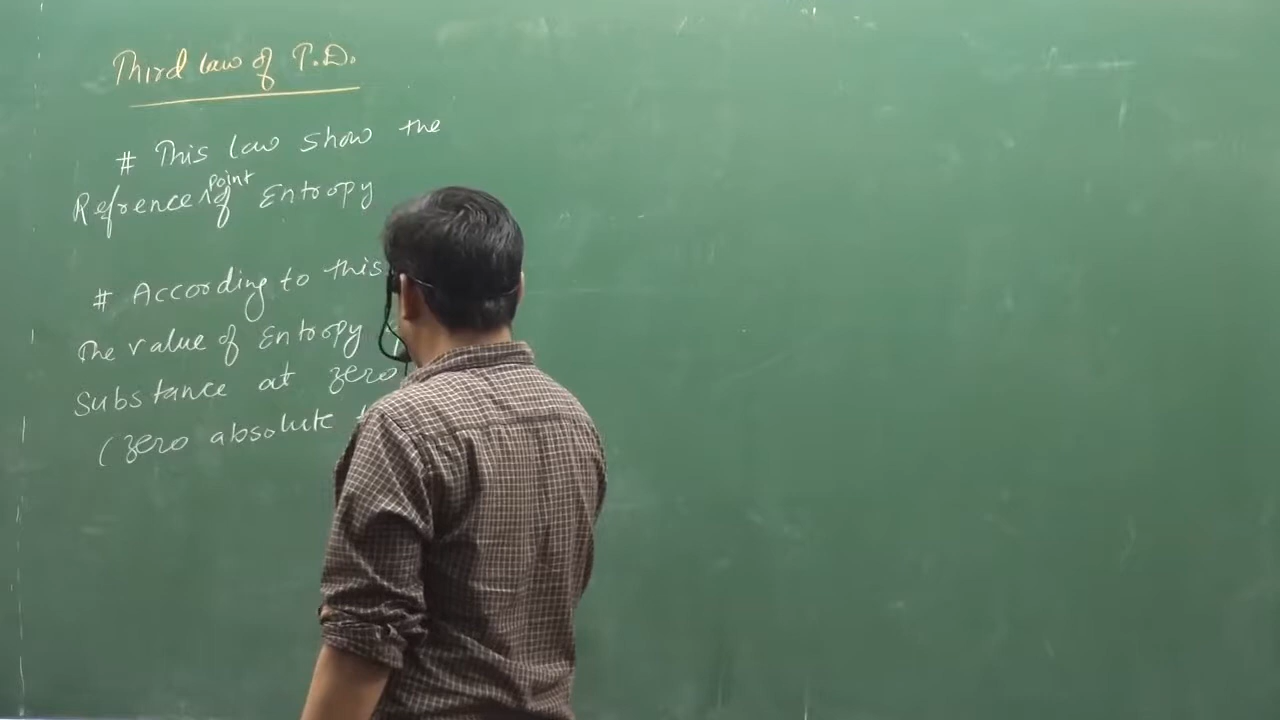 Third law of T.D.
# This law show the
Refrence point of Entropy
# According to this
The value of Entropy
Substance at zero
(zero absolute